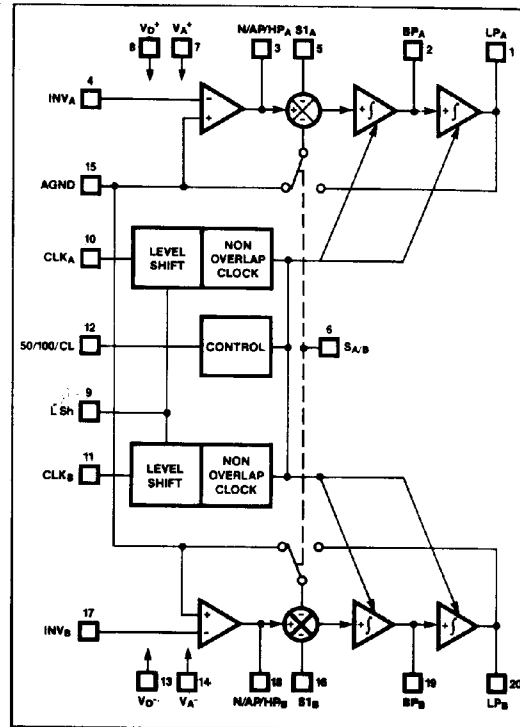 VD+ VA+ N/AP/HPA S1A BPA LPA
8 7 3 5 2 1
4
INVA
- +
+ -
+∫ +∫
15
AGND
10
CLKA
LEVEL SHIFT
NON OVERLAP CLOCK
12
50/100/CL
CONTROL
6
SA/B
9
LSh
11
CLKB
LEVEL SHIFT
NON OVERLAP CLOCK
17
INVB
+ -
+ -
+∫ +∫
13 14 18 16 19 20
VD- VA- N/AP/HPB S1B BPB LPB